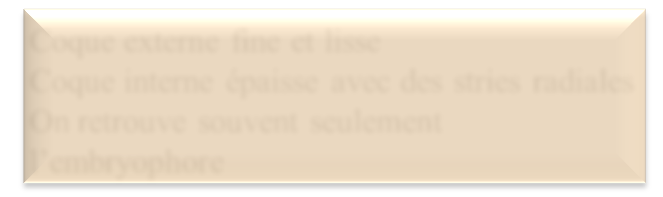 Coque externe fine et lisse
Coque interne épaisse avec des stries radiales
On retrouve souvent seulement
l'embryophore